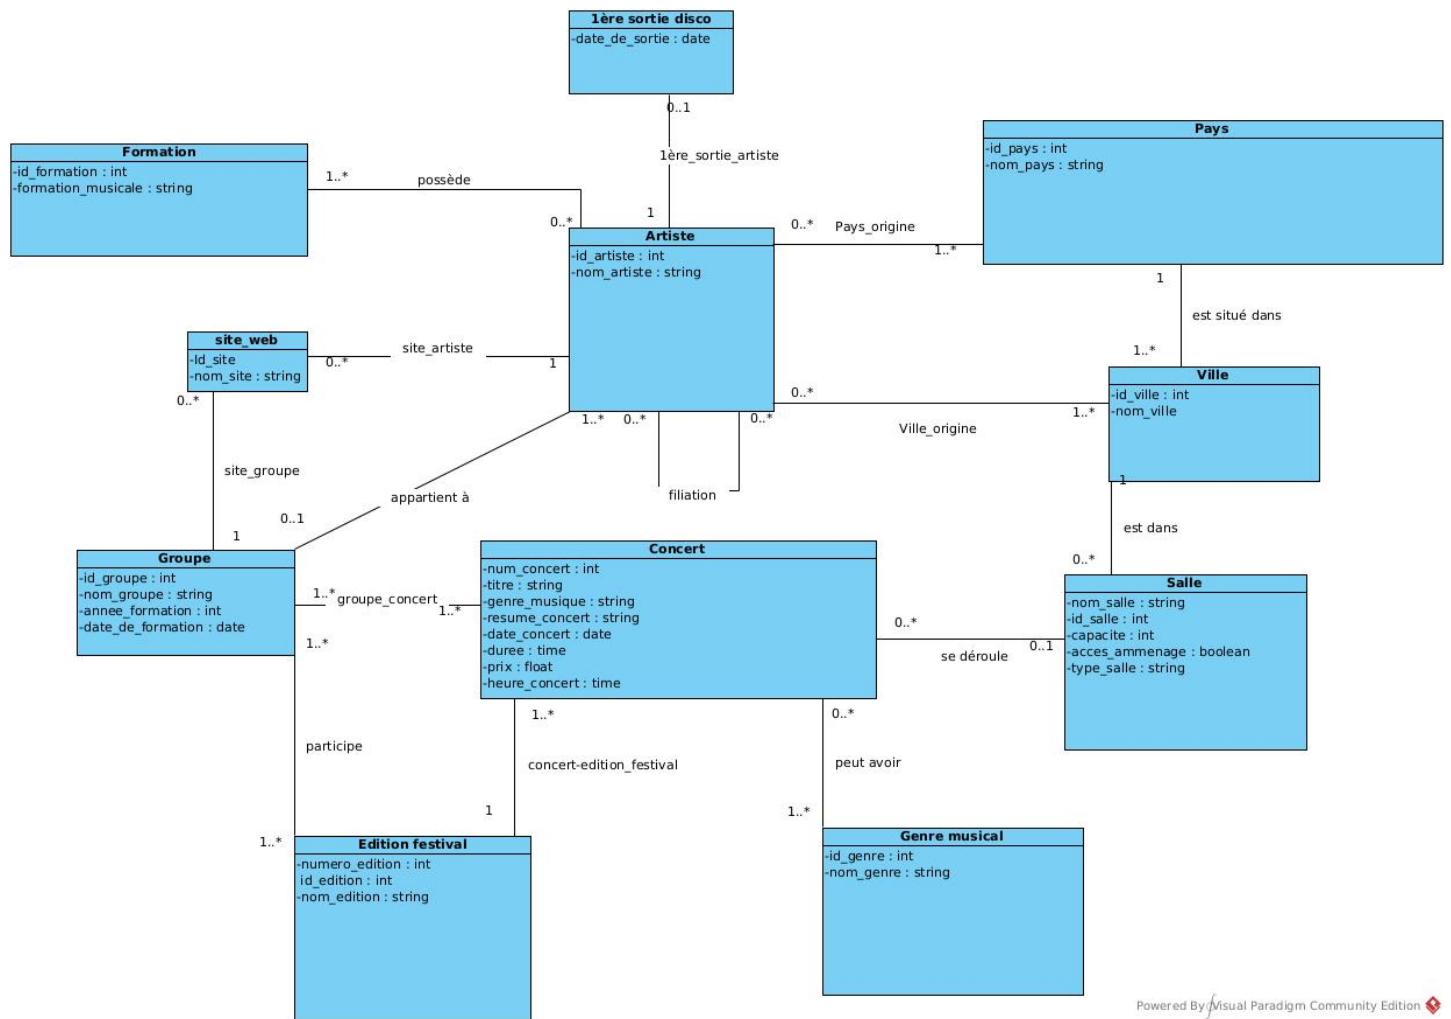 1ère sortie disco
-date_de_sortie : date
0..1
1ère_sortie_artiste
1
Formation
-id_formation : int
-formation_musicale : string
1..*
possède
0..*
Pays
-id_pays : int
-nom_pays : string
Artiste
-id_artiste : int
-nom_artiste : string
0..*
Pays_origine
1..*
1
est situé dans
1..*
site_web
-Id_site
-nom_site : string
0..*
site_artiste
1
0..*
Ville
-id_ville : int
-nom_ville
0..*
Ville_origine
1..*
1
1..*
0..*
0..*
filiation
site_groupe
appartient à
0..1
1
est dans
0..*
Groupe
-id_groupe : int
-nom_groupe : string
-annee_formation : int
-date_de_formation : date
1..*
groupe_concert
1..*
1..*
Concert
-num_concert : int
-titre : string
-genre_musique : string
-resume_concert : string
-date_concert : date
-duree : time
-prix : float
-heure_concert : time
0..*
se déroule
0..1
Salle
-nom_salle : string
-id_salle : int
-capacite : int
-acces_ammenage : boolean
-type_salle : string
participe
1..*
1..*
concert-edition_festival
1
0..*
peut avoir
1..*
Edition festival
-numero_edition : int
id_edition : int
-nom_edition : string
Genre musical
-id_genre : int
-nom_genre : string
Powered By Visual Paradigm Community Edition